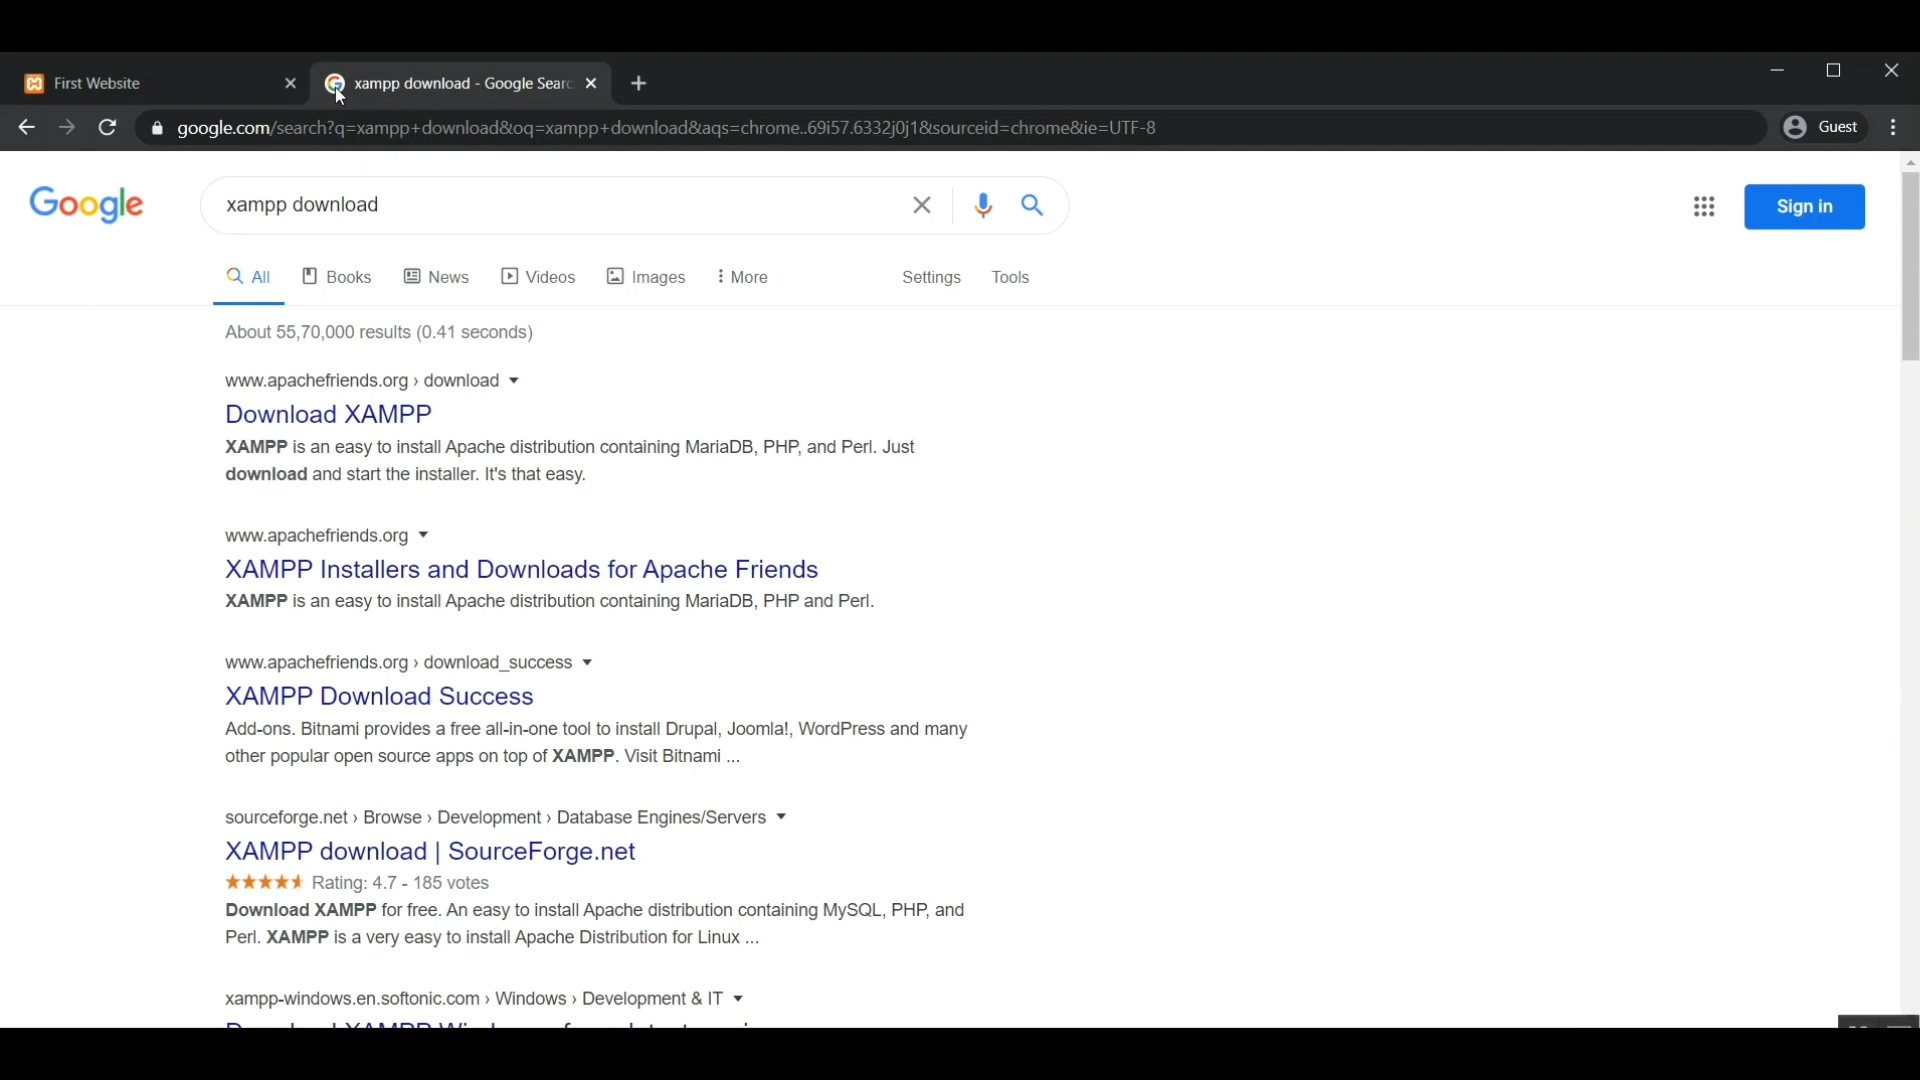 First Website
xampp download - Google Searc
google.com/search?q=xampp+download&oq=xampp+download&aqs=chrome..69i57.6332j0j1&sourceid=chrome&ie=UTF-8
Guest
Google
xampp download
Sign in
All Books News Videos Images More Settings Tools
About 55,70,000 results (0.41 seconds)
www.apachefriends.org › download
Download XAMPP
XAMPP is an easy to install Apache distribution containing MariaDB, PHP, and Perl. Just
download and start the installer. It's that easy.
www.apachefriends.org
XAMPP Installers and Downloads for Apache Friends
XAMPP is an easy to install Apache distribution containing MariaDB, PHP and Perl.
www.apachefriends.org › download_success
XAMPP Download Success
Add-ons. Bitnami provides a free all-in-one tool to install Drupal, Joomla!, WordPress and many
other popular open source apps on top of XAMPP. Visit Bitnami ...
sourceforge.net › Browse › Development › Database Engines/Servers
XAMPP download | SourceForge.net
Rating: 4.7 - 185 votes
Download XAMPP for free. An easy to install Apache distribution containing MySQL, PHP, and
Perl. XAMPP is a very easy to install Apache Distribution for Linux ...
xampp-windows.en.softonic.com › Windows › Development & IT